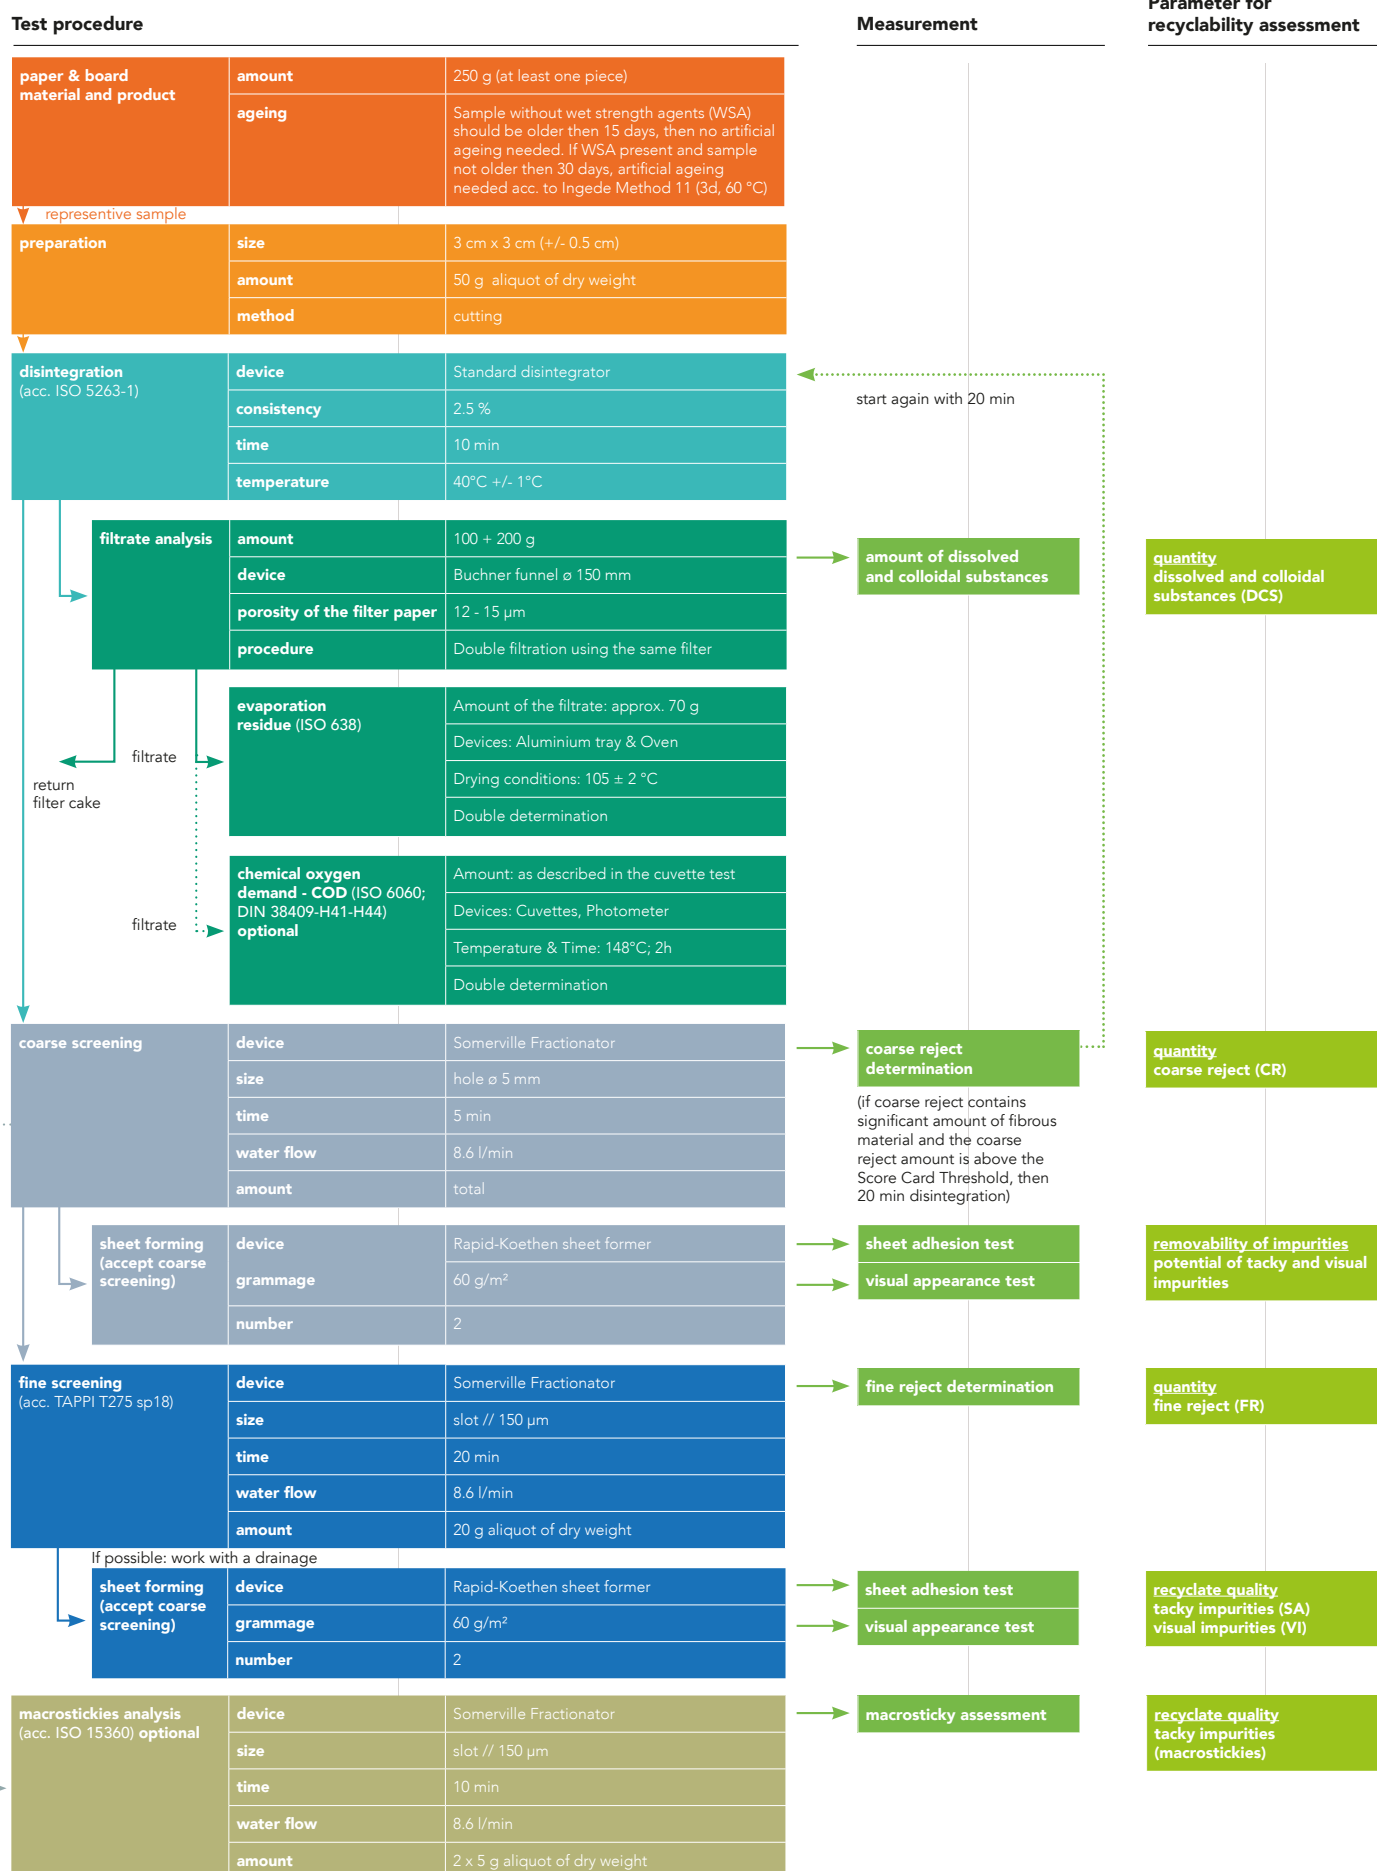 Parameter for
Test procedure
Measurement
recyclability assessment
paper & board
material and product
amount
250 g (at least one piece)
ageing
Sample without wet strength agents (WSA)
should be older then 15 days, then no artificial
ageing needed. If WSA present and sample
not older then 30 days, artificial ageing
needed acc. to Ingede Method 11 (3d, 60 °C)
representive sample
preparation
size
3 cm x 3 cm (+/- 0.5 cm)
amount
50 g aliquot of dry weight
method
cutting
disintegration
(acc. ISO 5263-1)
device
Standard disintegrator
consistency
2.5 %
time
10 min
temperature
40°C +/- 1°C
start again with 20 min
filtrate analysis
amount
100 + 200 g
device
Buchner funnel ø 150 mm
porosity of the filter paper
12 - 15 µm
procedure
Double filtration using the same filter
amount of dissolved
and colloidal substances
quantity
dissolved and colloidal
substances (DCS)
evaporation
residue (ISO 638)
Amount of the filtrate: approx. 70 g
Devices: Aluminium tray & Oven
Drying conditions: 105 ± 2 °C
Double determination
filtrate
return
filter cake
chemical oxygen
demand - COD (ISO 6060;
DIN 38409-H41-H44)
optional
Amount: as described in the cuvette test
Devices: Cuvettes, Photometer
Temperature & Time: 148°C; 2h
Double determination
filtrate
coarse screening
device
Somerville Fractionator
size
hole ø 5 mm
time
5 min
water flow
8.6 l/min
amount
total
coarse reject
determination
(if coarse reject contains
significant amount of fibrous
material and the coarse
reject amount is above the
Score Card Threshold, then
20 min disintegration)
quantity
coarse reject (CR)
sheet forming
(accept coarse
screening)
device
Rapid-Koethen sheet former
grammage
60 g/m²
number
2
sheet adhesion test
visual appearance test
removability of impurities
potential of tacky and visual
impurities
fine screening
(acc. TAPPI T275 sp18)
device
Somerville Fractionator
size
slot // 150 µm
time
20 min
water flow
8.6 l/min
amount
20 g aliquot of dry weight
fine reject determination
quantity
fine reject (FR)
If possible: work with a drainage
sheet forming
(accept coarse
screening)
device
Rapid-Koethen sheet former
grammage
60 g/m²
number
2
sheet adhesion test
visual appearance test
recyclate quality
tacky impurities (SA)
visual impurities (VI)
macrostickies analysis
(acc. ISO 15360) optional
device
Somerville Fractionator
size
slot // 150 µm
time
10 min
water flow
8.6 l/min
amount
2 x 5 g aliquot of dry weight
macrosticky assessment
recyclate quality
tacky impurities
(macrostickies)